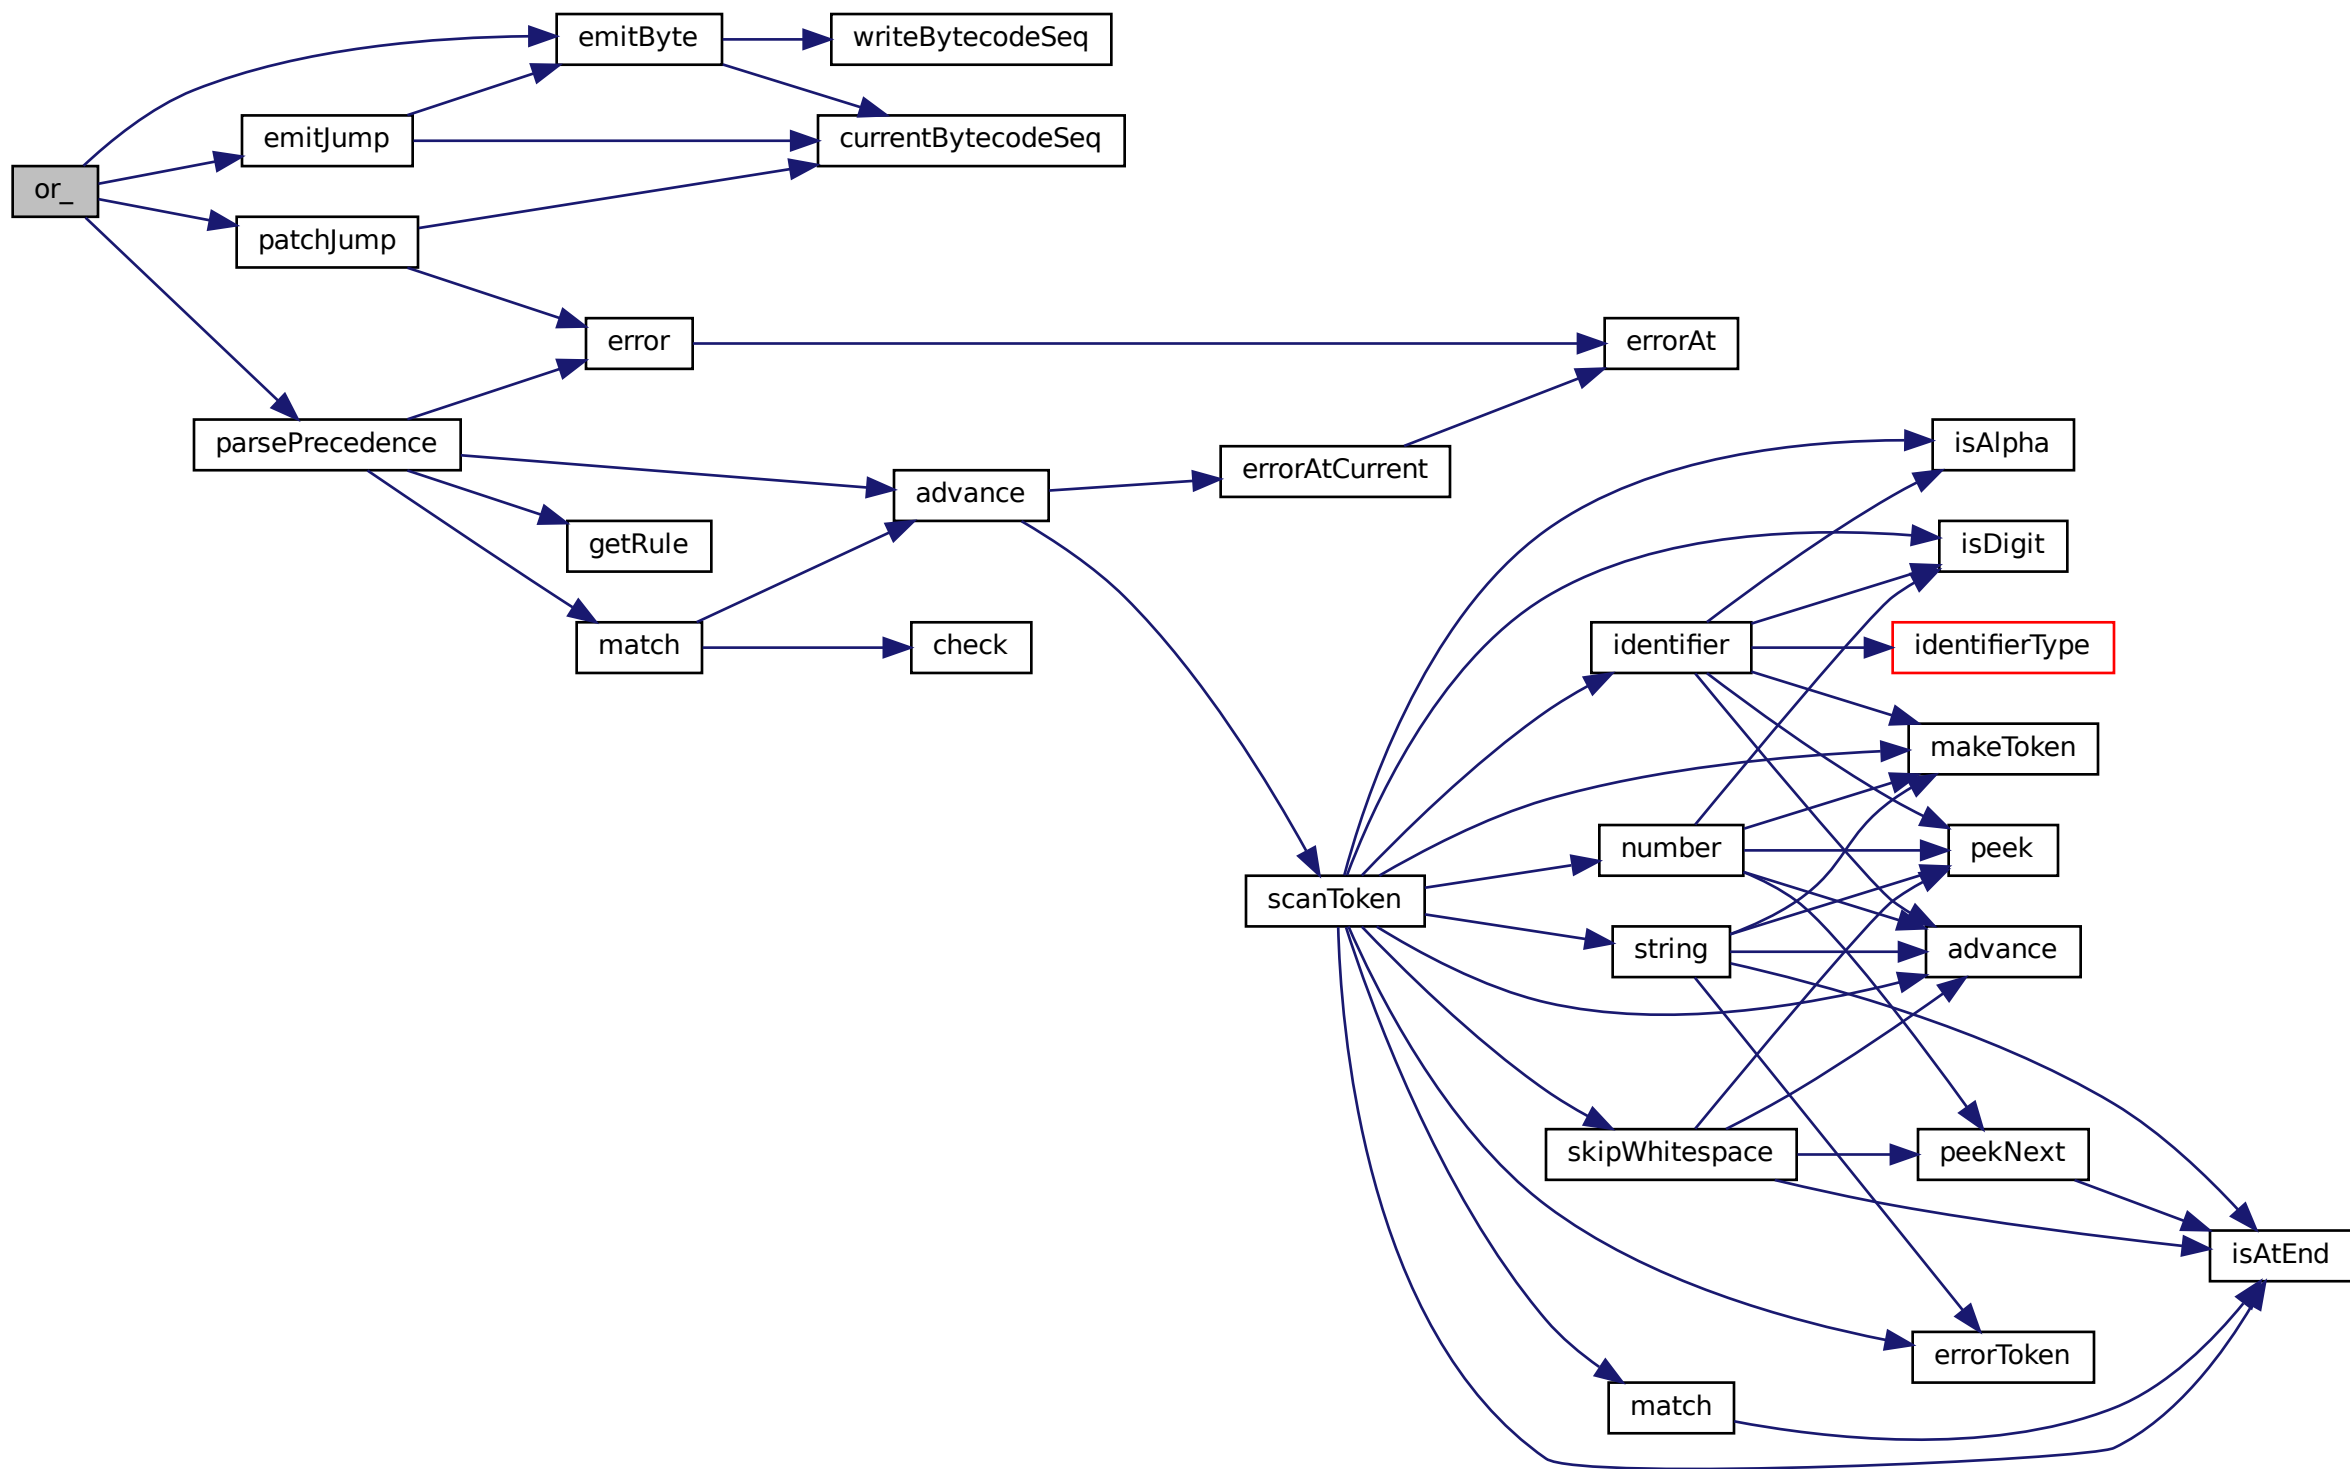 emitByte
writeBytecodeSeq
emitJump
currentBytecodeSeq
or_
patchJump
error
errorAt
parsePrecedence
isAlpha
errorAtCurrent
advance
getRule
isDigit
match
check
identifier
identifierType
makeToken
number
peek
scanToken
string
advance
skipWhitespace
peekNext
isAtEnd
errorToken
match